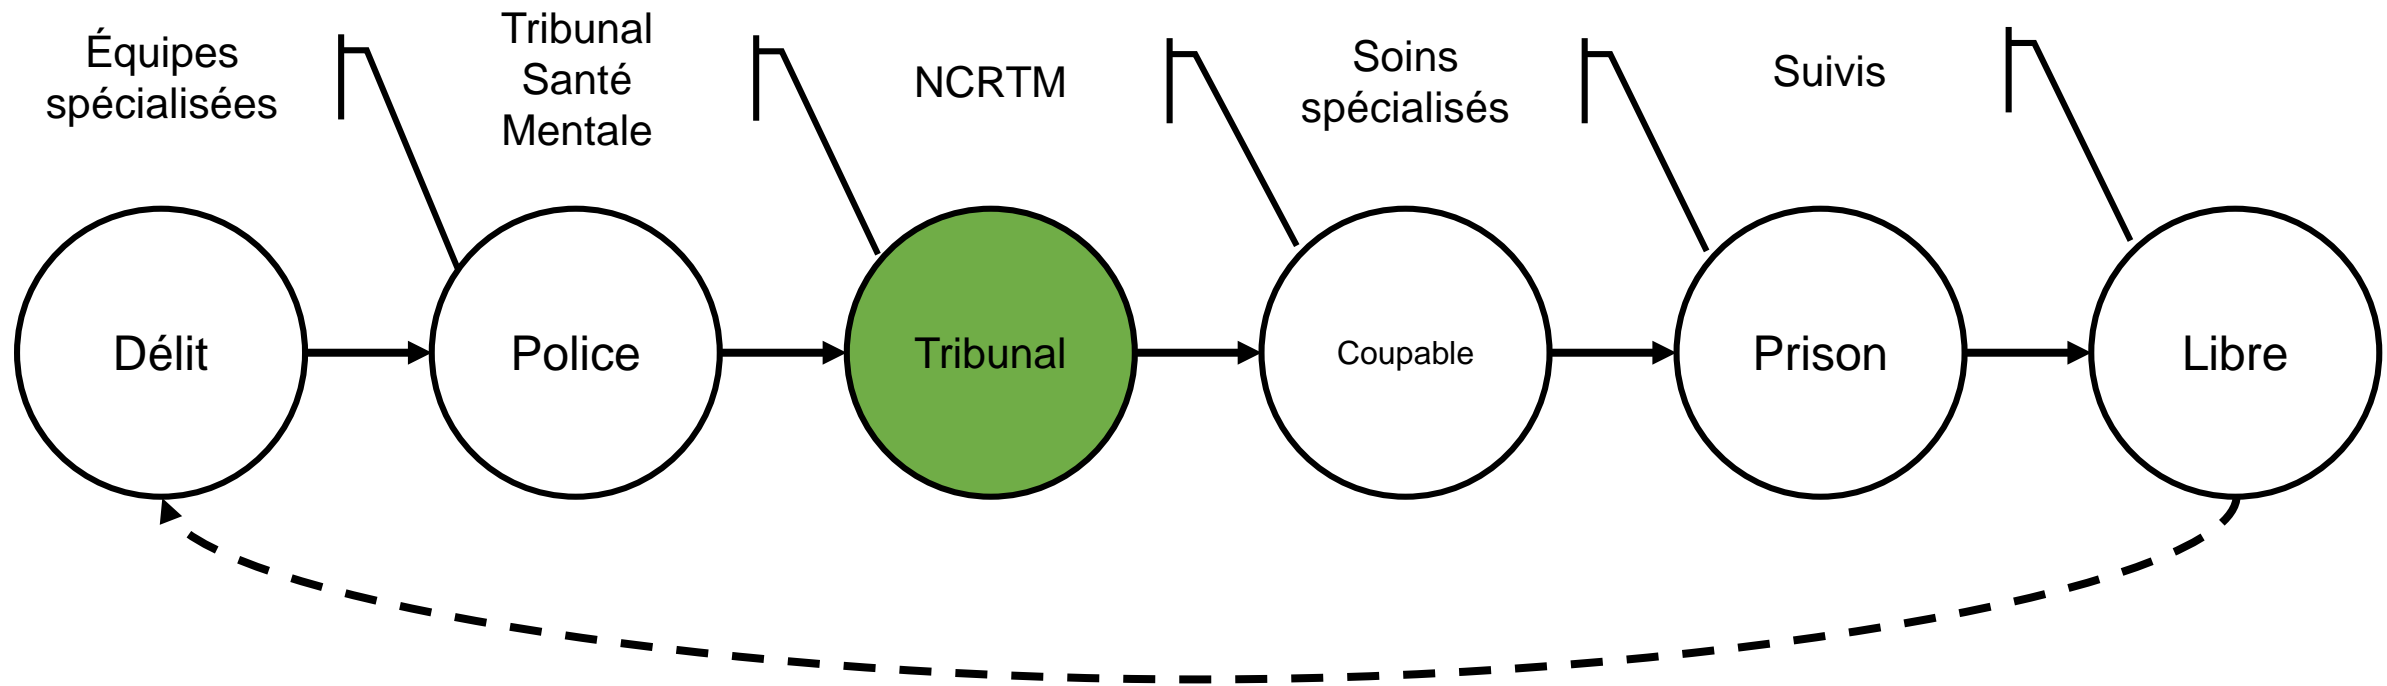 Équipes
spécialisées
Tribunal
Santé
Mentale
NCRTM
Soins
spécialisés
Suivis
Délit
Police
Tribunal
Coupable
Prison
Libre